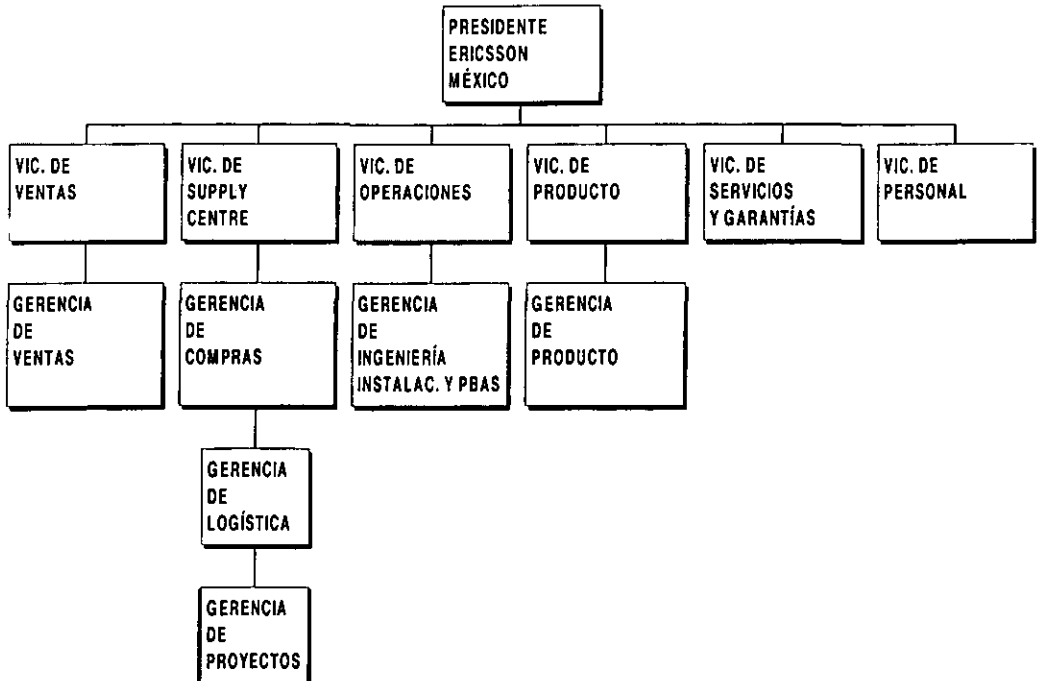 PRESIDENTE
ERICSSON
MÉXICO
VIC. DE
VENTAS
VIC. DE
SUPPLY
CENTRE
VIC. DE
OPERACIONES
VIC. DE
PRODUCTO
VIC. DE
SERVICIOS
Y GARANTÍAS
VIC. DE
PERSONAL
GERENCIA
DE
VENTAS
GERENCIA
DE
COMPRAS
GERENCIA
DE
INGENIERÍA
INSTALAC. Y PBAS
GERENCIA
DE
PRODUCTO
GERENCIA
DE
LOGÍSTICA
GERENCIA
DE
PROYECTOS